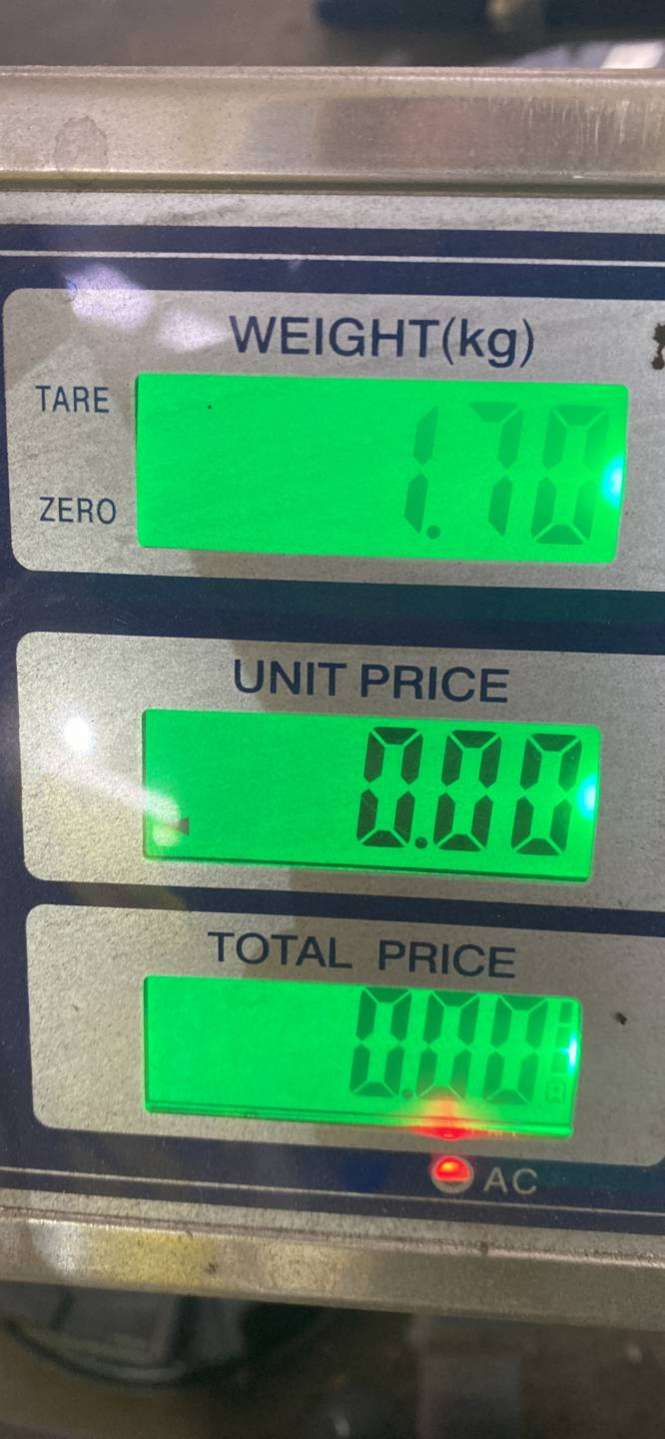 WEIGHT(kg)
TARE
1.70
ZERO
UNIT PRICE
0.00
TOTAL PRICE
0.00
AC